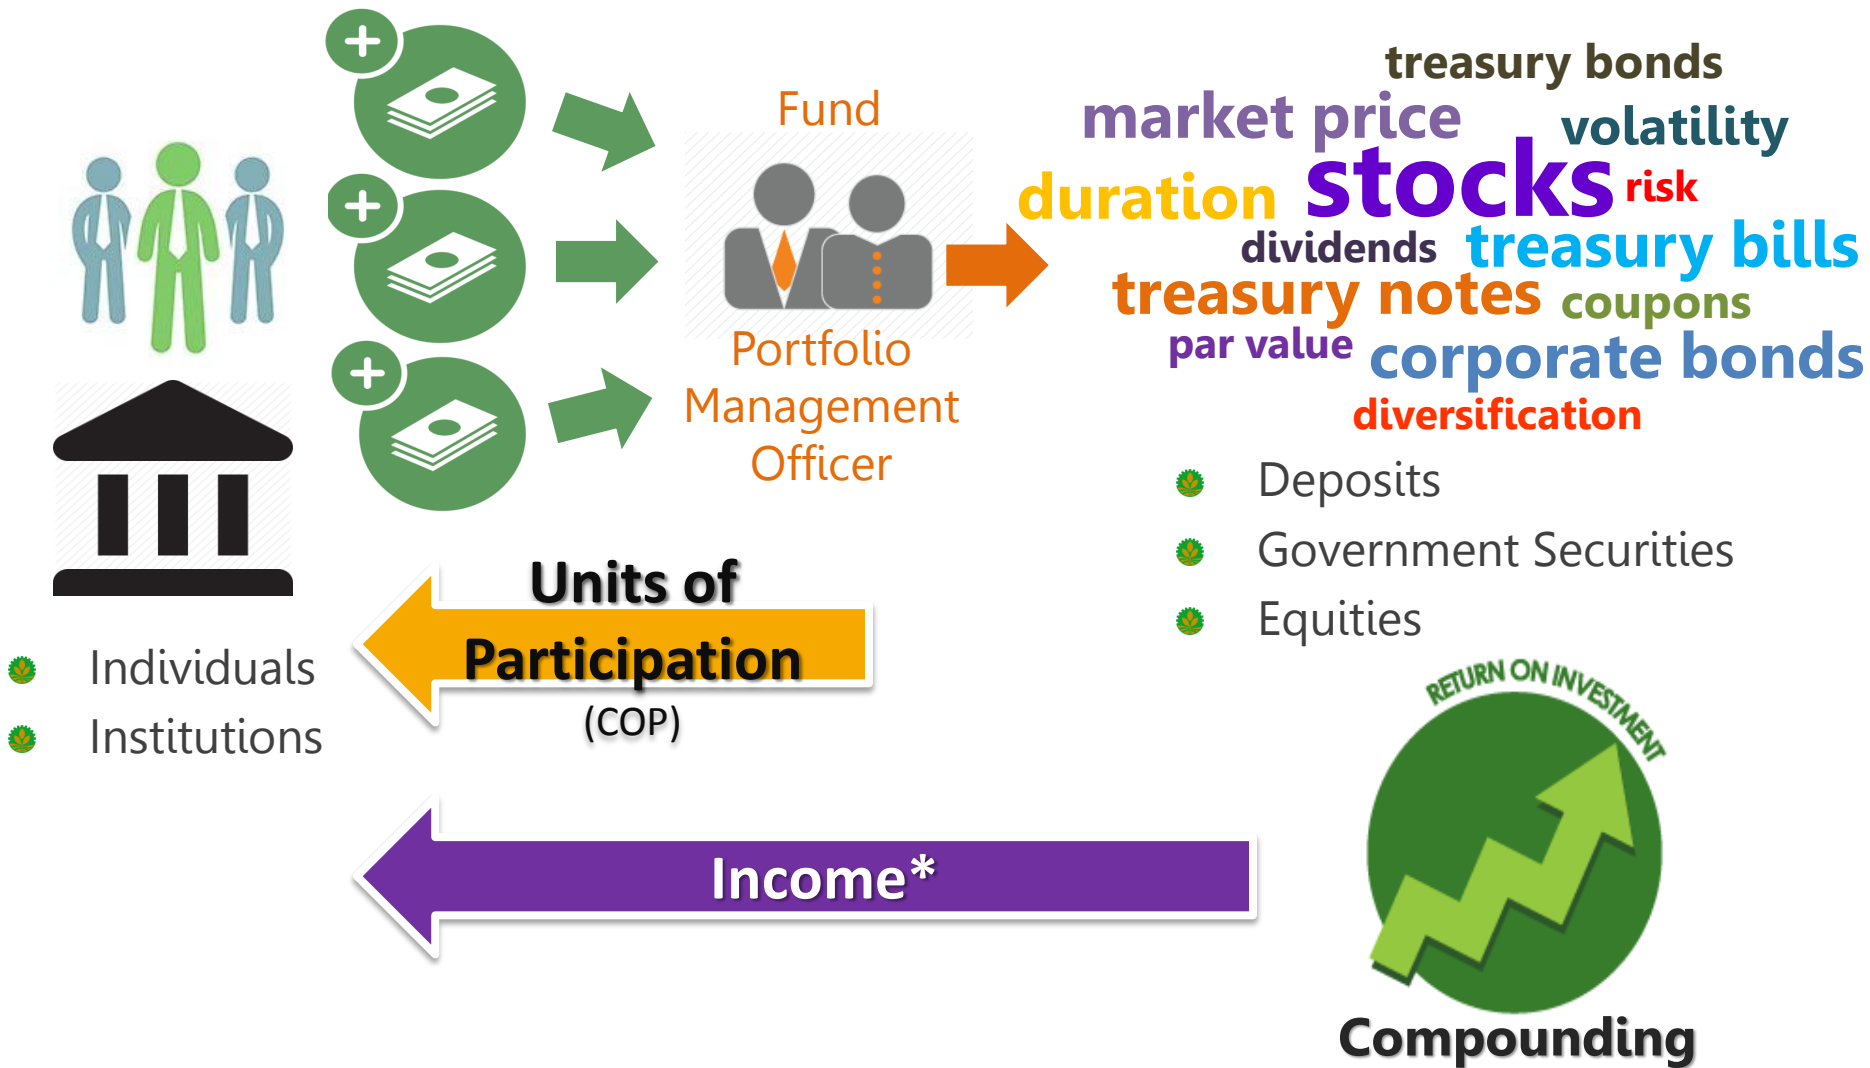 Fund
Portfolio
Management
Officer
treasury bonds
market price
volatility
stocks
duration
risk
dividends
treasury bills
treasury notes
coupons
par value
corporate bonds
diversification
Deposits
Government Securities
Equities
Individuals
Institutions
Units of
Participation
(COP)
Income*
RETURN ON INVESTMENT
Compounding